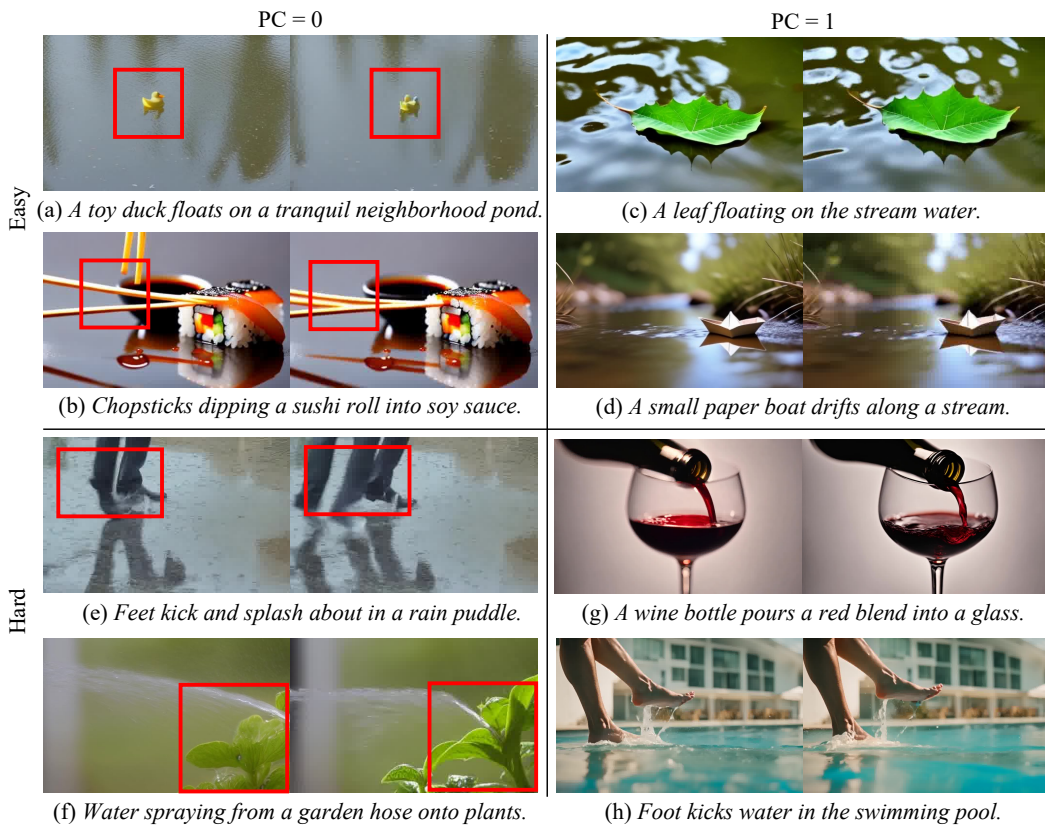 PC = 0
PC = 1
Easy
(a) A toy duck floats on a tranquil neighborhood pond.
(c) A leaf floating on the stream water.
(b) Chopsticks dipping a sushi roll into soy sauce.
(d) A small paper boat drifts along a stream.
Hard
(e) Feet kick and splash about in a rain puddle.
(g) A wine bottle pours a red blend into a glass.
(f) Water spraying from a garden hose onto plants.
(h) Foot kicks water in the swimming pool.